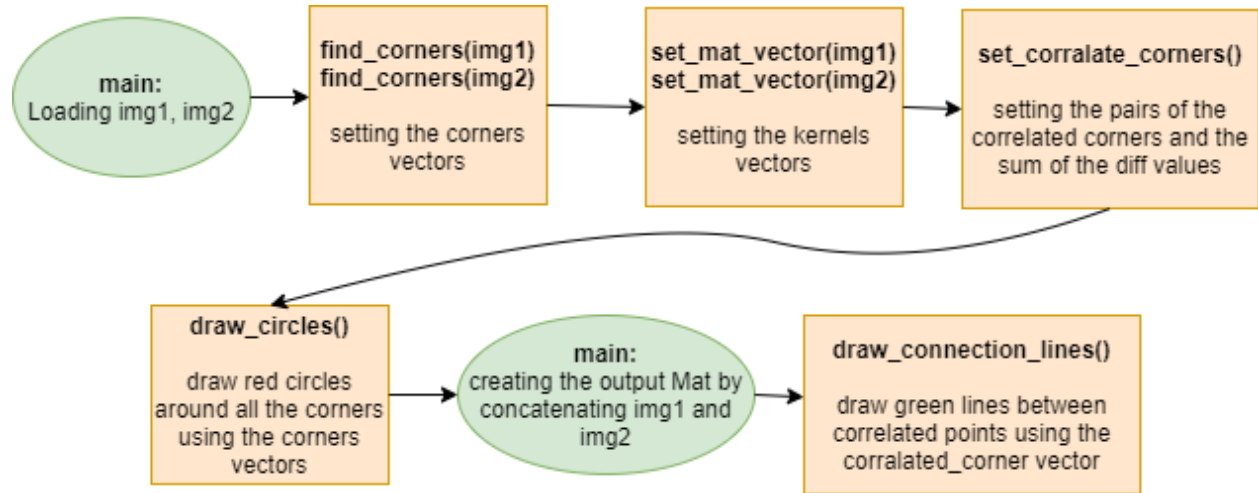 main:
Loading img1, img2
find_corners(img1)
find_corners(img2)
setting the corners
vectors
set_mat_vector(img1)
set_mat_vector(img2)
setting the kernels
vectors
set_corralate_corners()
setting the pairs of the
correlated corners and the
sum of the diff values
draw_circles()
draw red circles
around all the corners
using the corners
vectors
main:
creating the output Mat by
concatenating img1 and
img2
draw_connection_lines()
draw green lines between
correlated points using the
corralated_corner vector